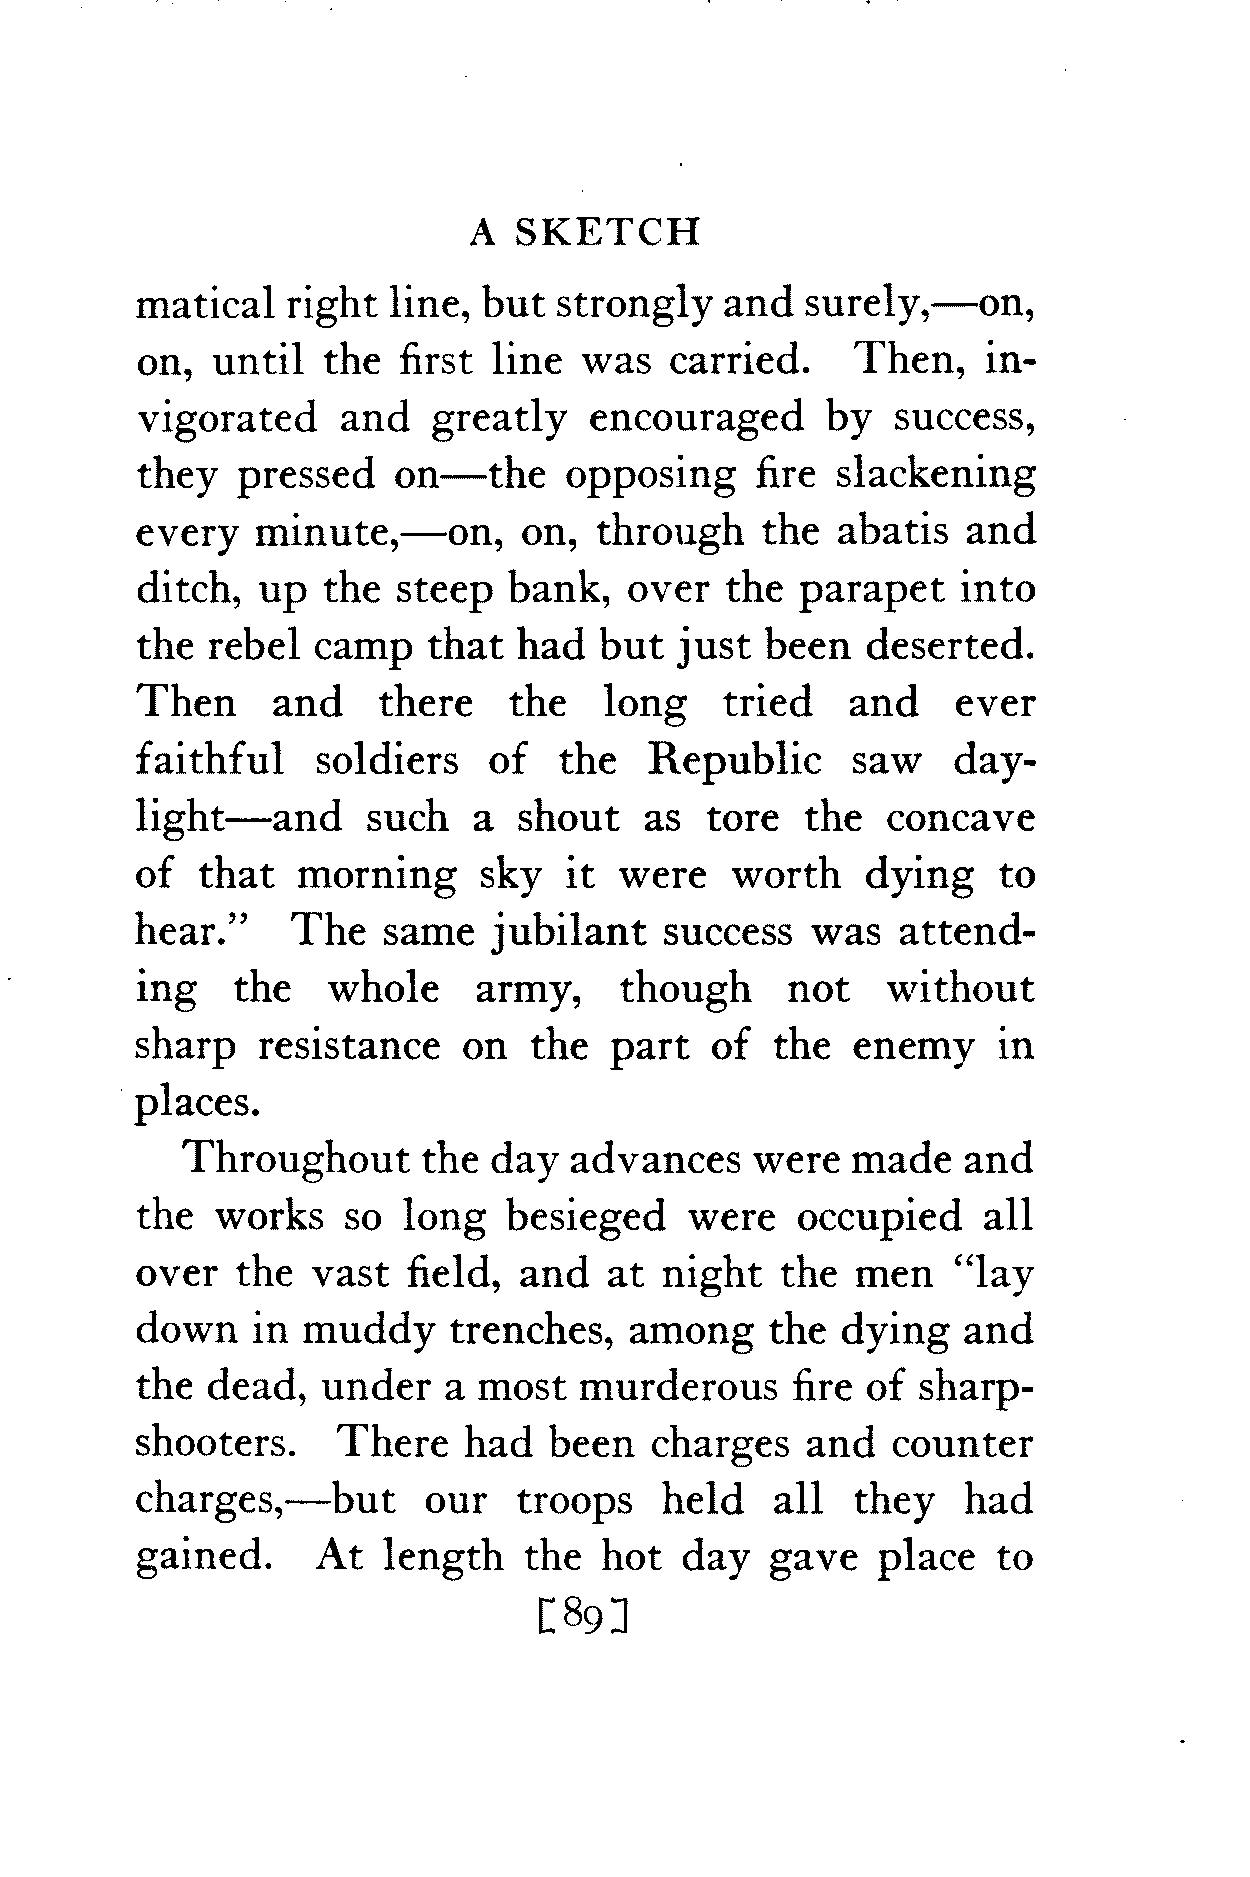 A SKETCH
matical right line, but strongly and surely,—on,
on, until the first line was carried. Then, in-
vigorated and greatly encouraged by success,
they pressed on—the opposing fire slackening
every minute,—on, on, through the abatis and
ditch, up the steep bank, over the parapet into
the rebel camp that had but just been deserted.
Then and there the long tried and ever
faithful soldiers of the Republic saw day-
light—and such a shout as tore the concave
of that morning sky it were worth dying to
hear.” The same jubilant success was attend-
ing the whole army, though not without
sharp resistance on the part of the enemy in
places.
Throughout the day advances were made and
the works so long besieged were occupied all
over the vast field, and at night the men “lay
down in muddy trenches, among the dying and
the dead, under a most murderous fire of sharp-
shooters. There had been charges and counter
charges,—but our troops held all they had
gained. At length the hot day gave place to
[89]